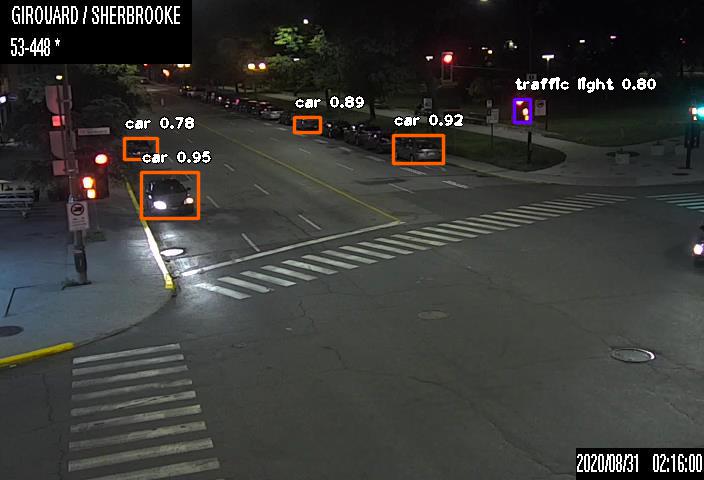 GIROUARD / SHERBROOKE
53-448 *
traffic light 0.80
car 0.89
car 0.92
car 0.78
car 0.95
2020/08/31 02:16:00